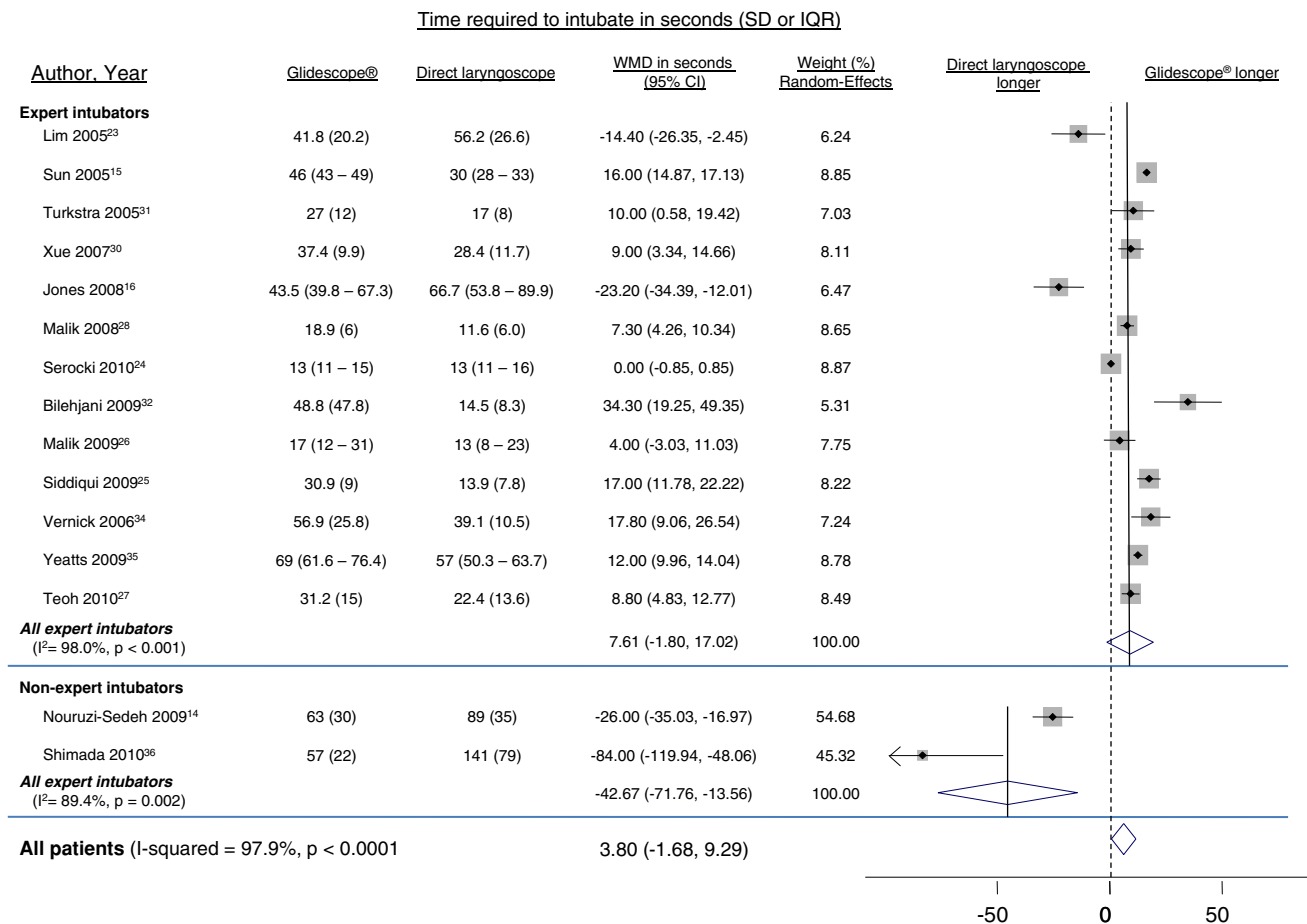 Time required to intubate in seconds (SD or IQR)
Author, Year Glidescope® Direct laryngoscope WMD in seconds (95% CI) Weight (%) Random-Effects Direct laryngoscope longer Glidescope® longer
Expert intubators
Lim 2005²³ 41.8 (20.2) 56.2 (26.6) -14.40 (-26.35, -2.45) 6.24
Sun 2005¹⁵ 46 (43 – 49) 30 (28 – 33) 16.00 (14.87, 17.13) 8.85
Turkstra 2005³¹ 27 (12) 17 (8) 10.00 (0.58, 19.42) 7.03
Xue 2007³⁰ 37.4 (9.9) 28.4 (11.7) 9.00 (3.34, 14.66) 8.11
Jones 2008¹⁶ 43.5 (39.8 – 67.3) 66.7 (53.8 – 89.9) -23.20 (-34.39, -12.01) 6.47
Malik 2008²⁸ 18.9 (6) 11.6 (6.0) 7.30 (4.26, 10.34) 8.65
Serocki 2010²⁴ 13 (11 – 15) 13 (11 – 16) 0.00 (-0.85, 0.85) 8.87
Bilehjani 2009³² 48.8 (47.8) 14.5 (8.3) 34.30 (19.25, 49.35) 5.31
Malik 2009²⁶ 17 (12 – 31) 13 (8 – 23) 4.00 (-3.03, 11.03) 7.75
Siddiqui 2009²⁵ 30.9 (9) 13.9 (7.8) 17.00 (11.78, 22.22) 8.22
Vernick 2006³⁴ 56.9 (25.8) 39.1 (10.5) 17.80 (9.06, 26.54) 7.24
Yeatts 2009³⁵ 69 (61.6 – 76.4) 57 (50.3 – 63.7) 12.00 (9.96, 14.04) 8.78
Teoh 2010²⁷ 31.2 (15) 22.4 (13.6) 8.80 (4.83, 12.77) 8.49
All expert intubators 7.61 (-1.80, 17.02) 100.00
(I²= 98.0%, p < 0.001)
Non-expert intubators
Nouruzi-Sedeh 2009¹⁴ 63 (30) 89 (35) -26.00 (-35.03, -16.97) 54.68
Shimada 2010³⁶ 57 (22) 141 (79) -84.00 (-119.94, -48.06) 45.32
All expert intubators -42.67 (-71.76, -13.56) 100.00
(I²= 89.4%, p = 0.002)
All patients (I-squared = 97.9%, p < 0.0001 3.80 (-1.68, 9.29)
-50 0 50